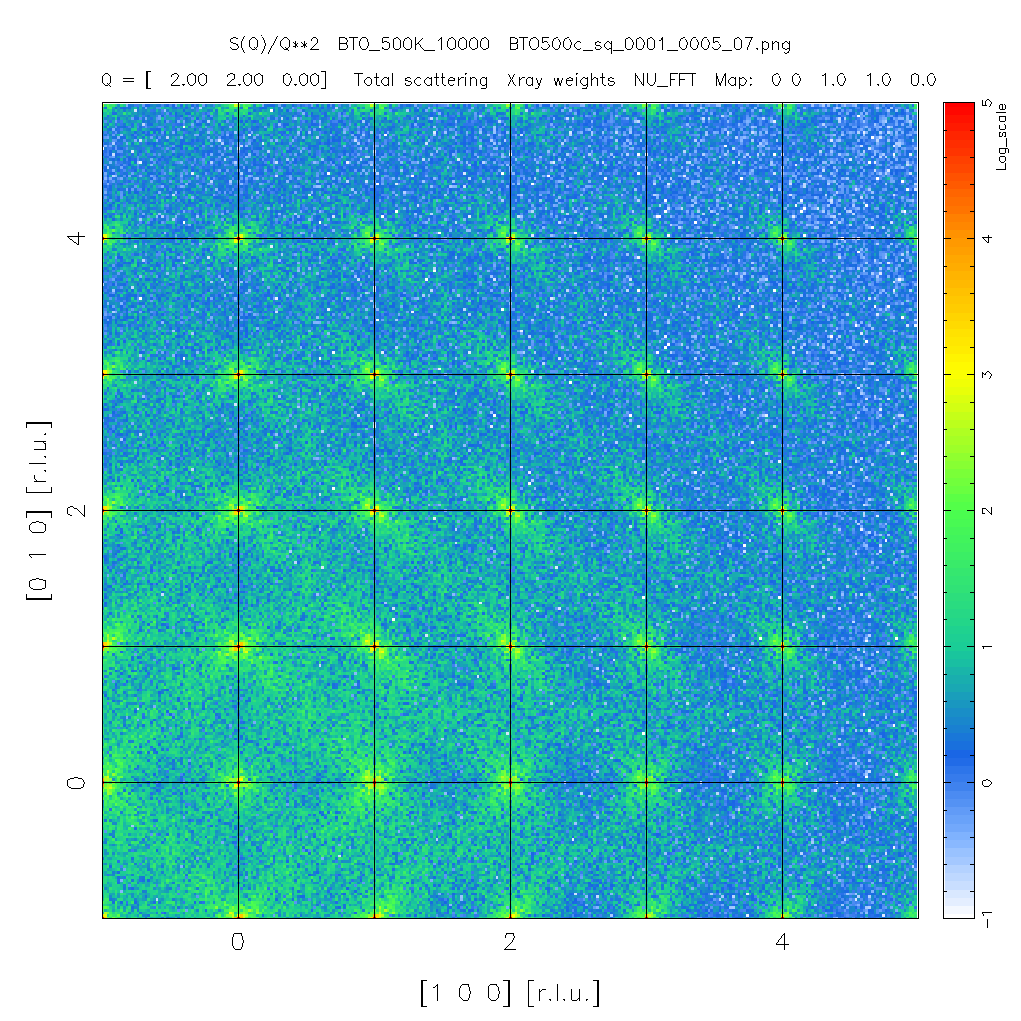 S(Q)/Q**2 BTO_500K_10000 BTO500c_sq_0001_0005_07.png
Q = [ 2.00 2.00 0.00] Total scattering Xray weights NU_FFT Map: 0 0 1.0 1.0 0.0
5
Log_scale
4
3
2
1
0
-1
4
2
0
[0 1 0] [r.l.u.]
0 2 4
[1 0 0] [r.l.u.]